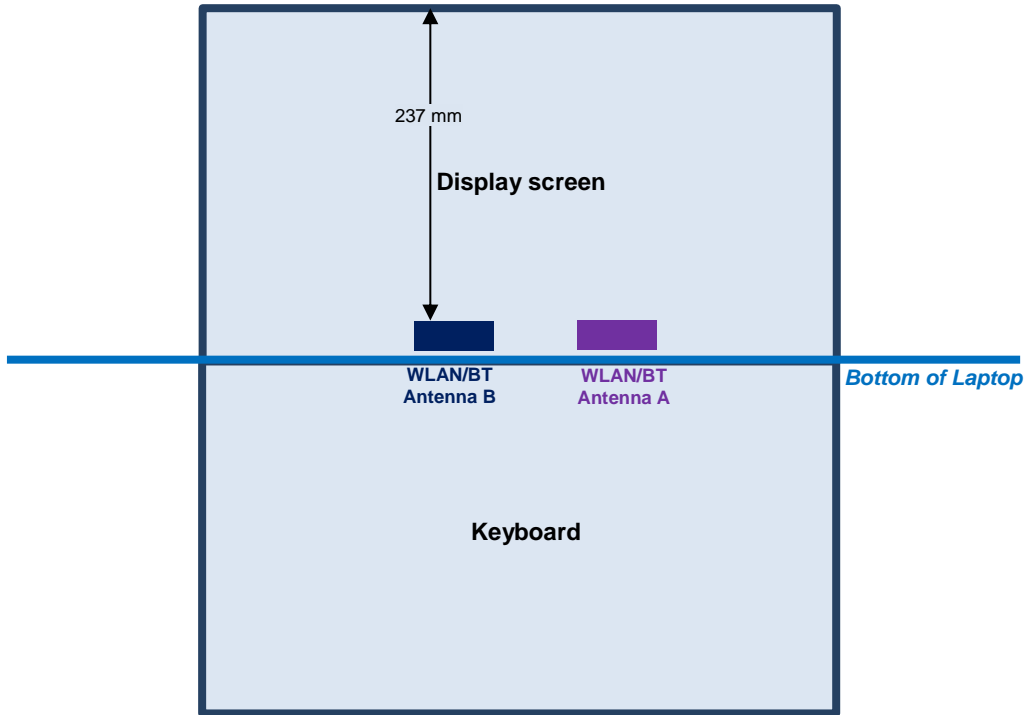 237 mm
Display screen
WLAN/BT
Antenna B
WLAN/BT
Antenna A
Bottom of Laptop
Keyboard